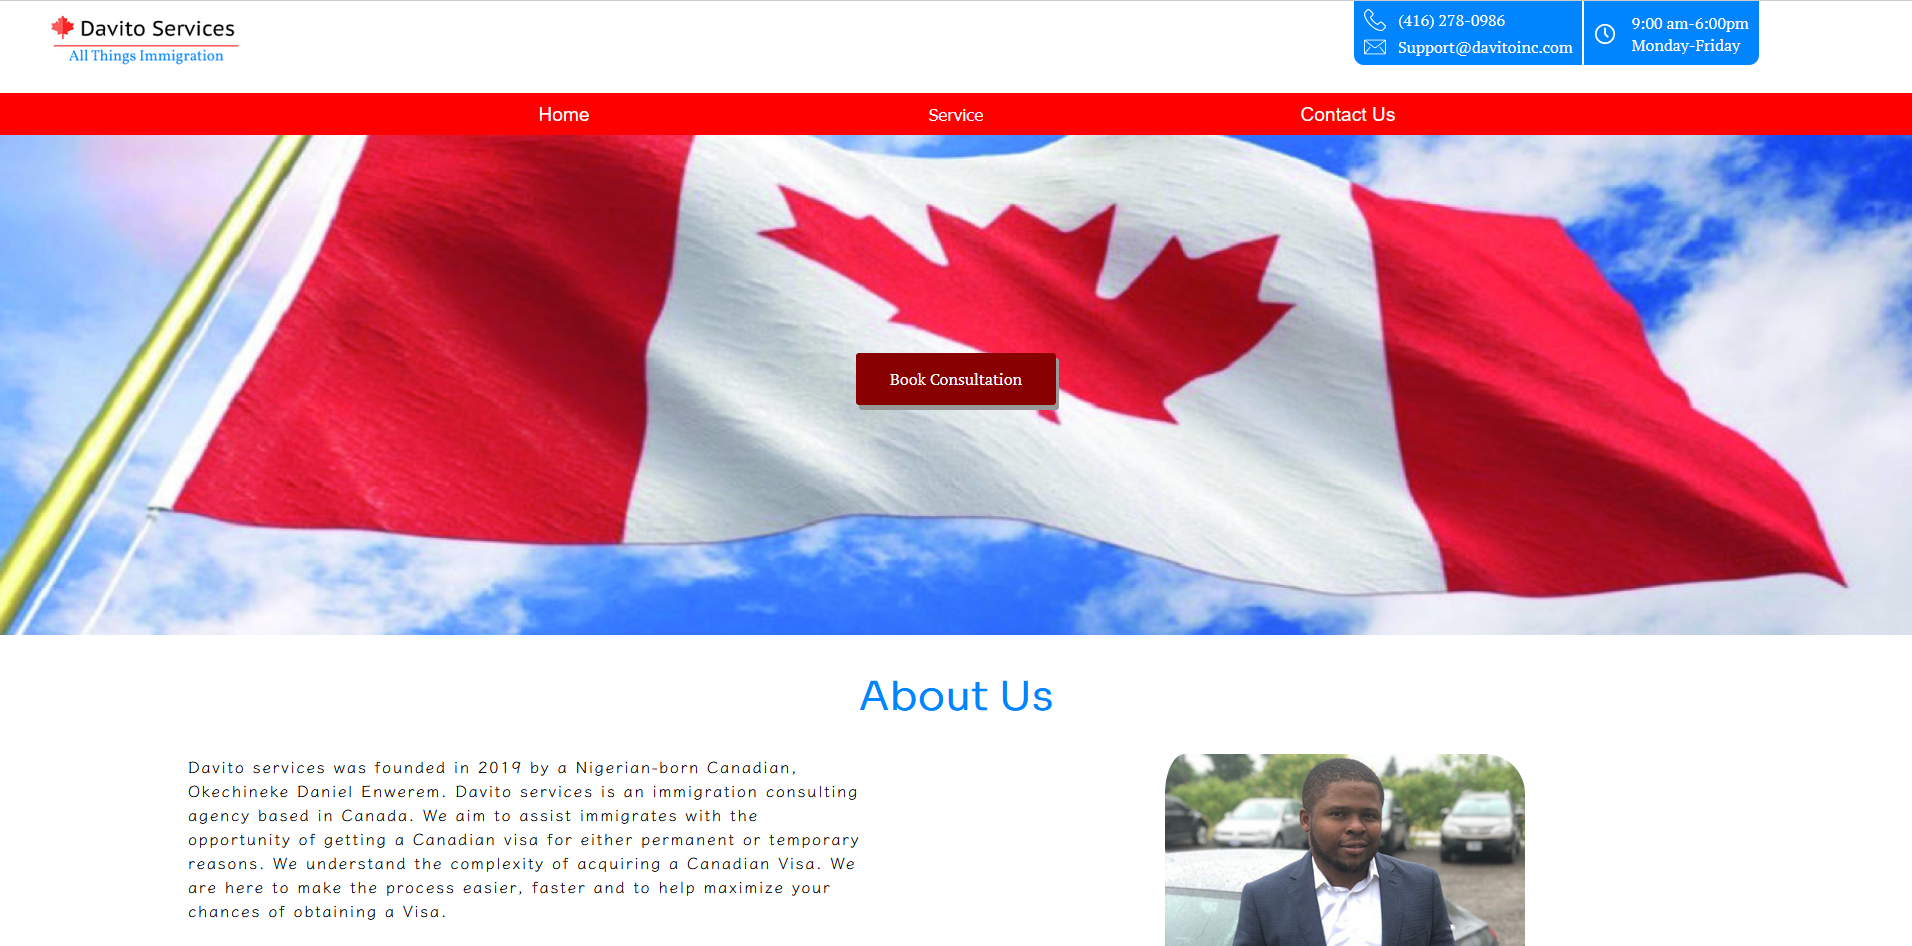 Davito Services
All Things Immigration
(416) 278-0986
Support@davitoinc.com
9:00 am-6:00pm
Monday-Friday
Home
Service
Contact Us
Book Consultation
About Us
Davito services was founded in 2019 by a Nigerian-born Canadian,
Okechineke Daniel Enwerem. Davito services is an immigration consulting
agency based in Canada. We aim to assist immigrates with the
opportunity of getting a Canadian visa for either permanent or temporary
reasons. We understand the complexity of acquiring a Canadian Visa. We
are here to make the process easier, faster and to help maximize your
chances of obtaining a Visa.